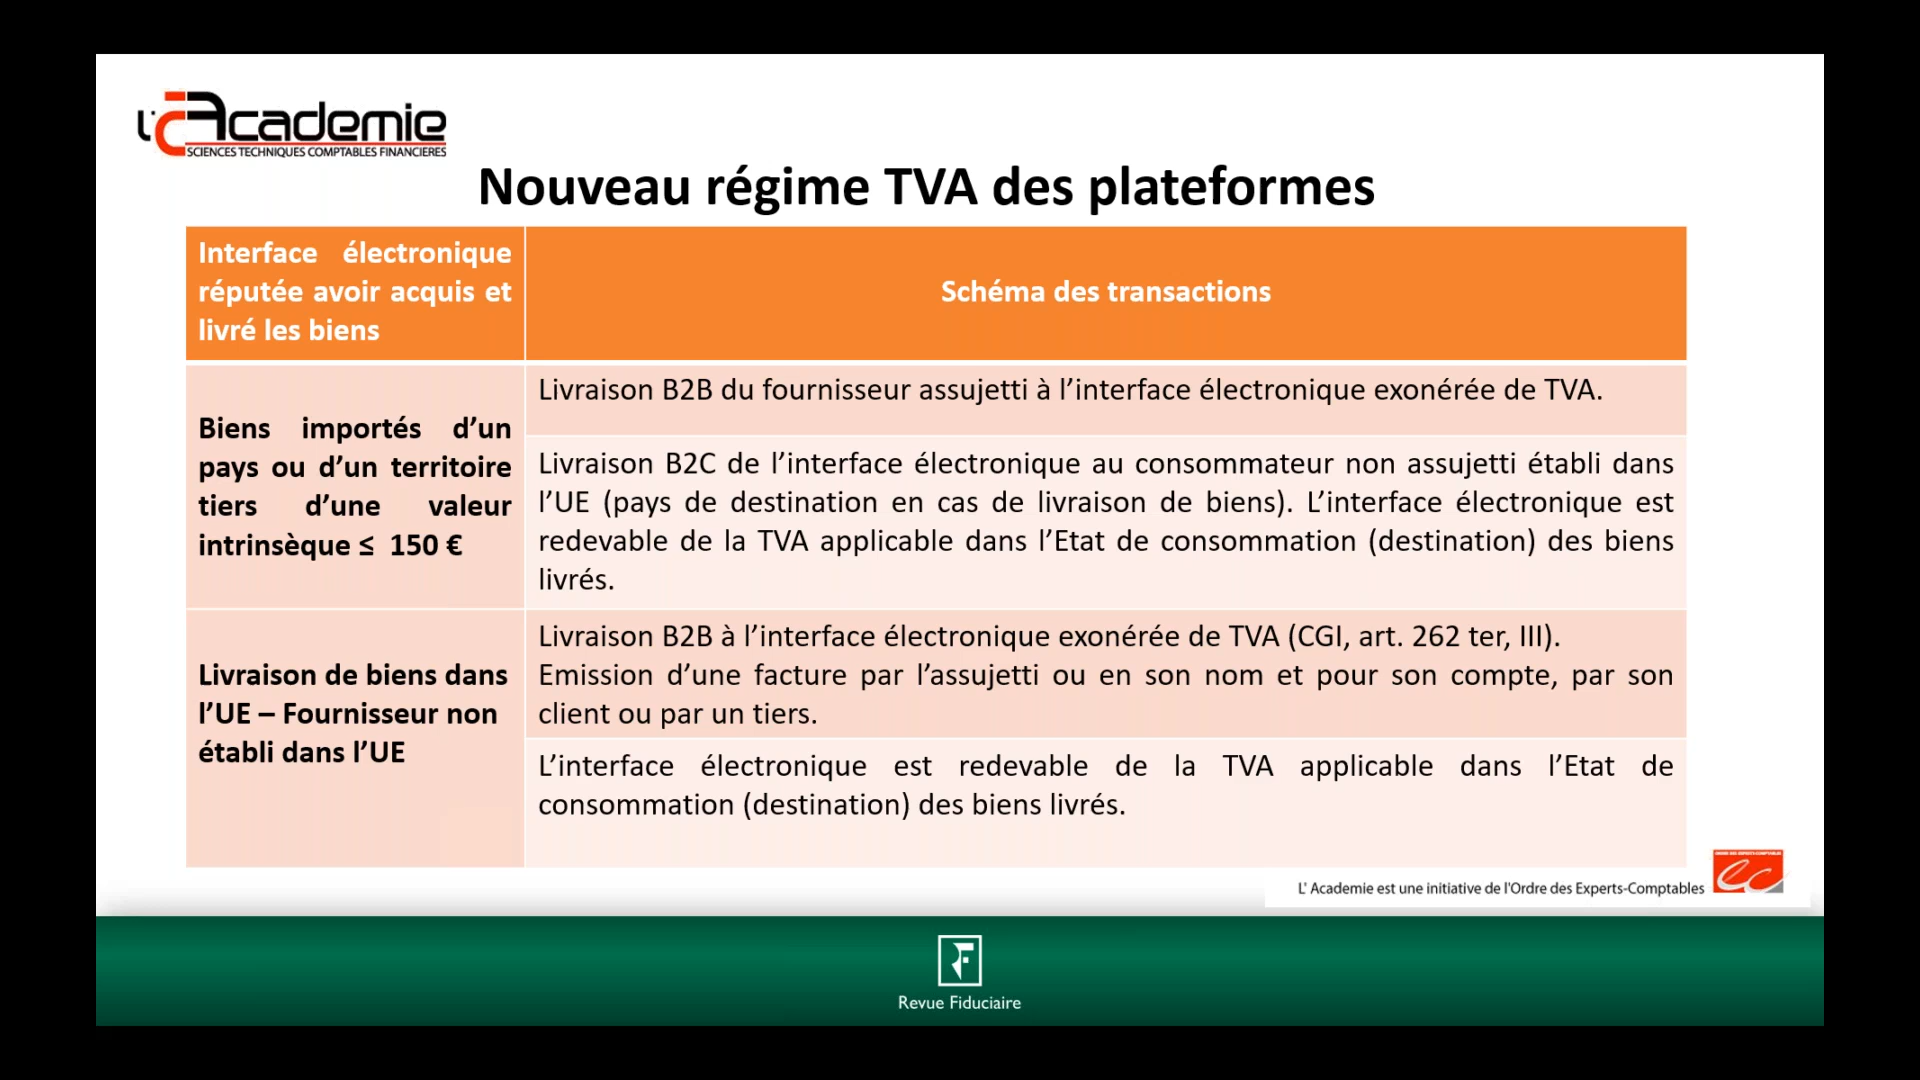 L'Academie
SCIENCES TECHNIQUES COMPTABLES FINANCIERES
Nouveau régime TVA des plateformes
Interface électronique
réputée avoir acquis et
livré les biens
Schéma des transactions
Biens importés d’un
pays ou d’un territoire
tiers d’une valeur
intrinsèque ≤ 150 €
Livraison B2B du fournisseur assujetti à l’interface électronique exonérée de TVA.
Livraison B2C de l’interface électronique au consommateur non assujetti établi dans
l’UE (pays de destination en cas de livraison de biens). L’interface électronique est
redevable de la TVA applicable dans l’Etat de consommation (destination) des biens
livrés.
Livraison de biens dans
l’UE – Fournisseur non
établi dans l’UE
Livraison B2B à l’interface électronique exonérée de TVA (CGI, art. 262 ter, III).
Emission d’une facture par l’assujetti ou en son nom et pour son compte, par son
client ou par un tiers.
L’interface électronique est redevable de la TVA applicable dans l’Etat de
consommation (destination) des biens livrés.
L' Academie est une initiative de l'Ordre des Experts-Comptables
ORDRE DES EXPERTS-COMPTABLES
ec
RF
Revue Fiduciaire